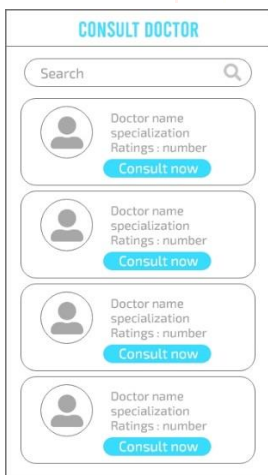 CONSULT DOCTOR
Search
Doctor name
specialization
Ratings : number
Consult now
Doctor name
specialization
Ratings : number
Consult now
Doctor name
specialization
Ratings : number
Consult now
Doctor name
specialization
Ratings : number
Consult now